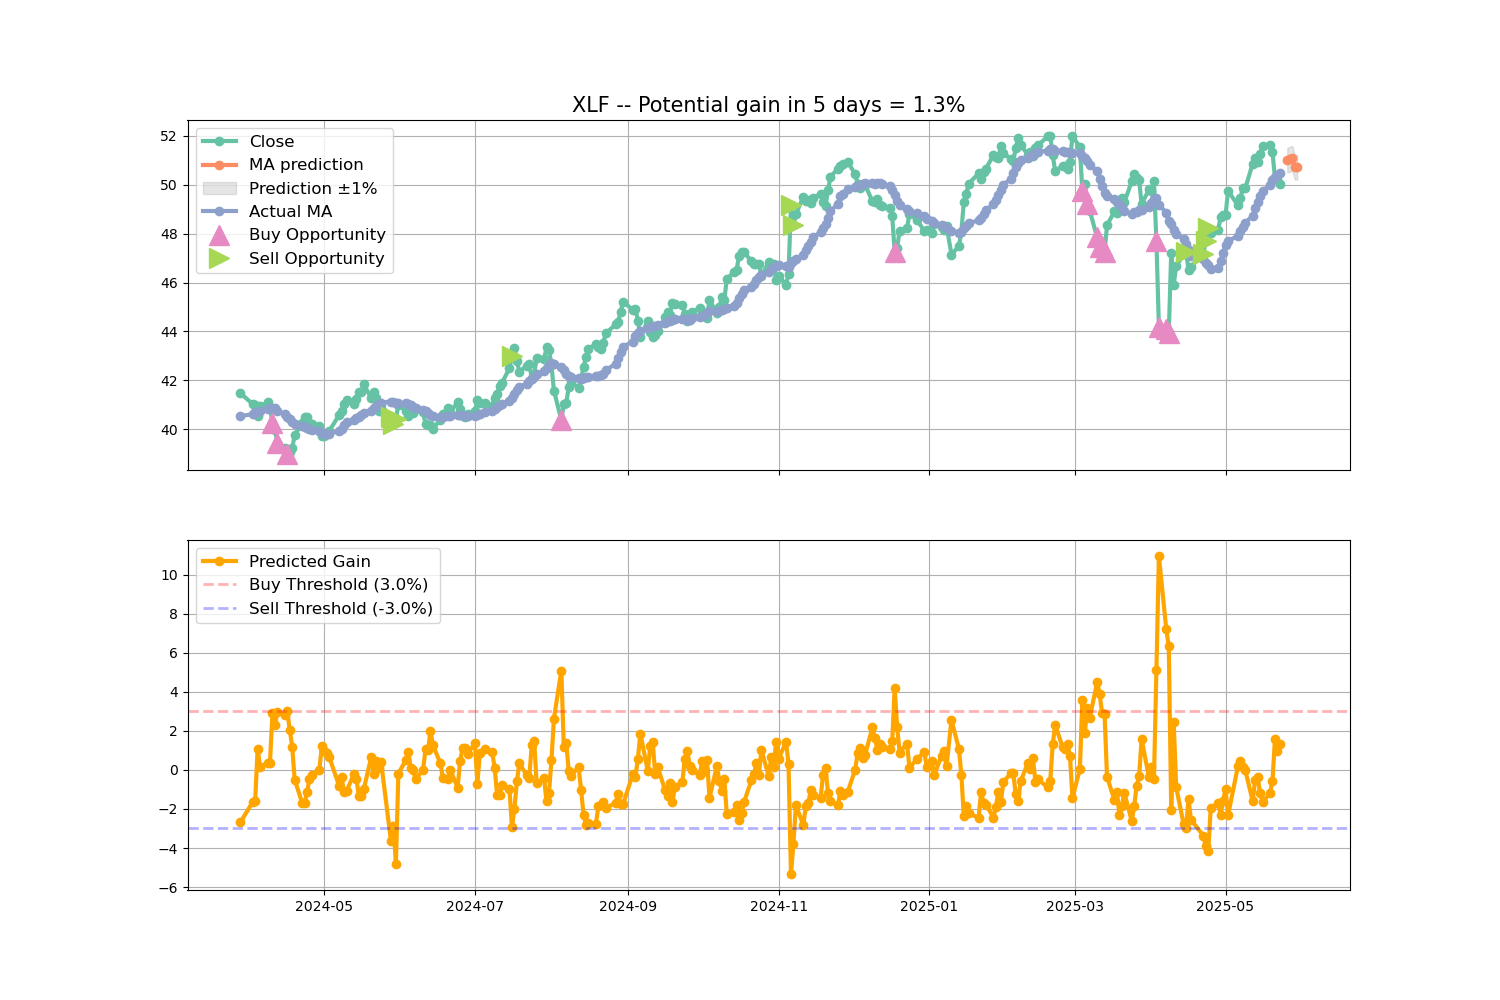 XLF -- Potential gain in 5 days = 1.3%
52
50
48
46
44
42
40
Close
MA prediction
Prediction ±1%
Actual MA
Buy Opportunity
Sell Opportunity
10
8
6
4
2
0
−2
−4
−6
Predicted Gain
Buy Threshold (3.0%)
Sell Threshold (-3.0%)
2024-05
2024-07
2024-09
2024-11
2025-01
2025-03
2025-05